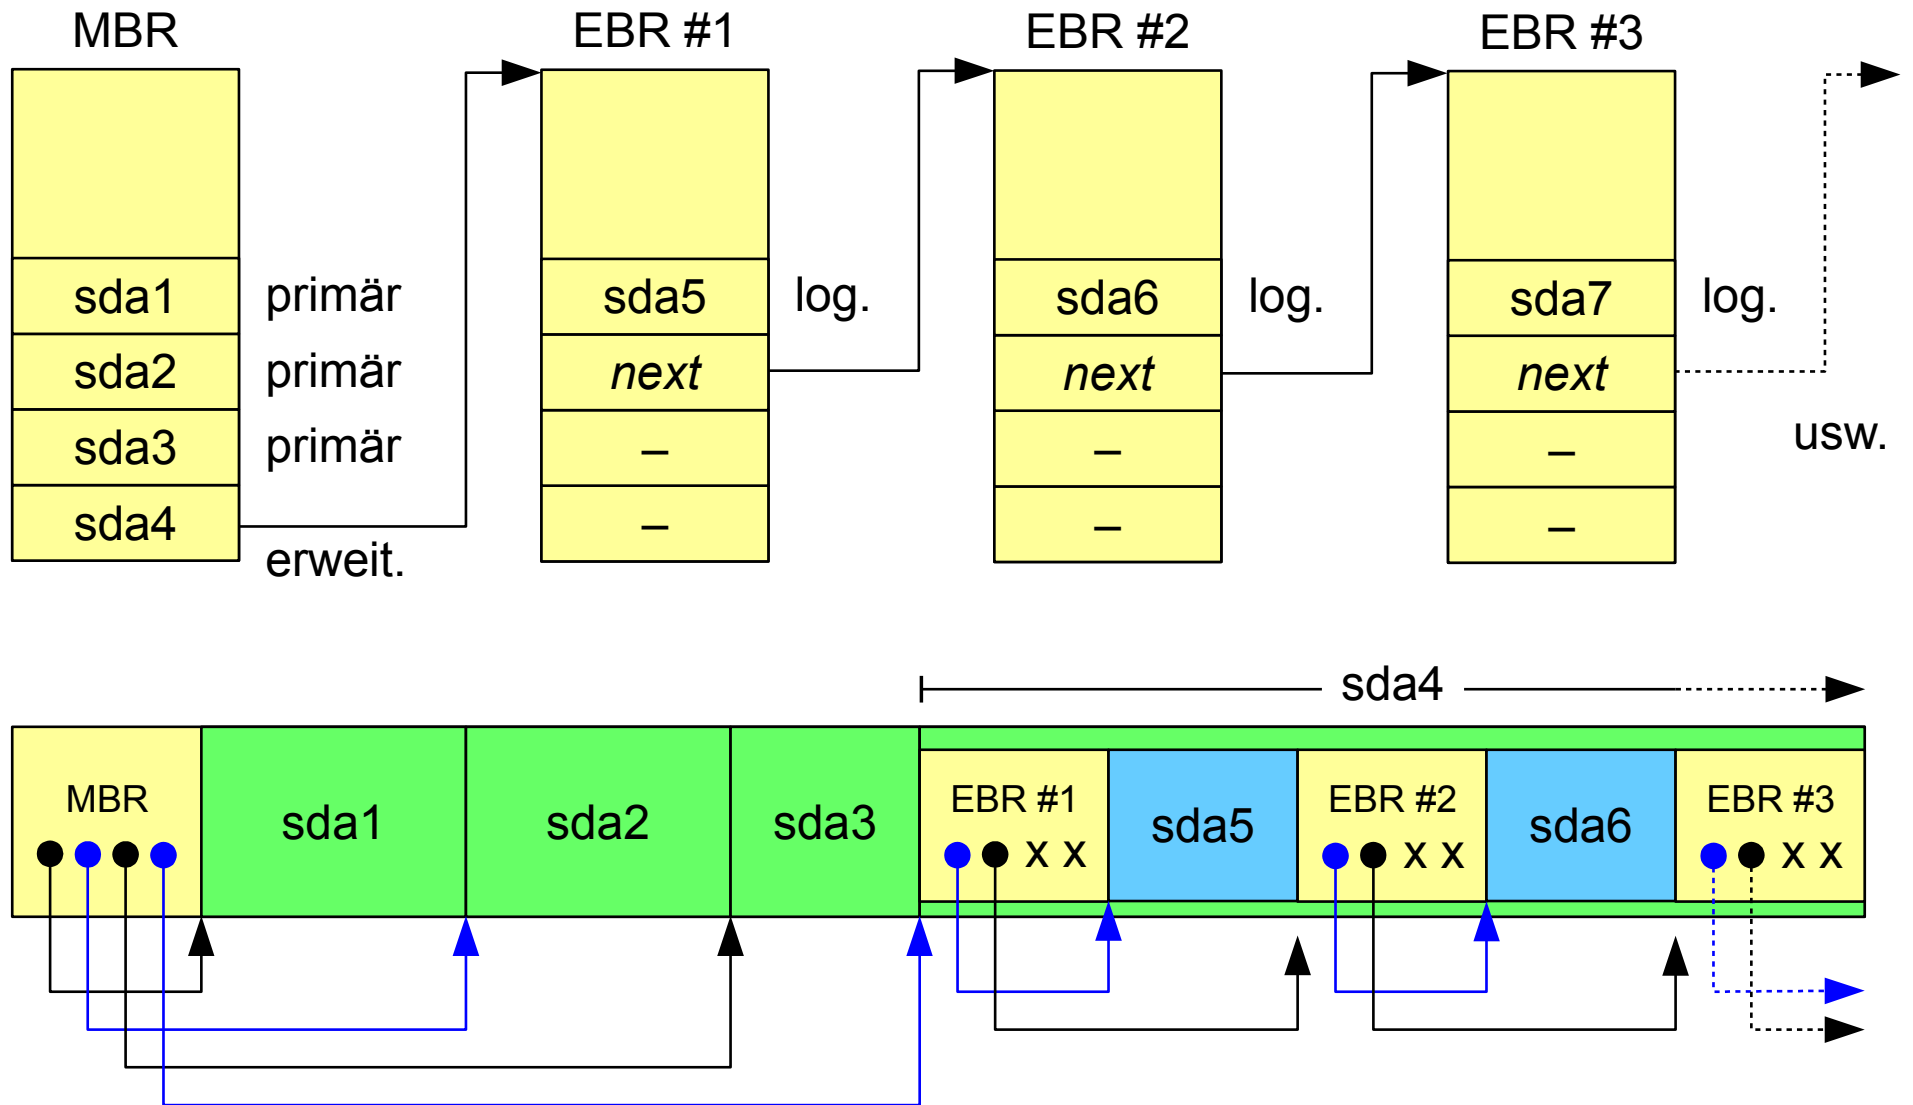 MBR EBR #1 EBR #2 EBR #3
sda1 primär sda5 log. sda6 log. sda7 log.
sda2 primär next next next
sda3 primär – – – usw.
sda4 – – –
erweit.
sda4
MBR EBR #1 EBR #2 EBR #3
sda1 sda2 sda3 sda5 sda6
x x x x x x